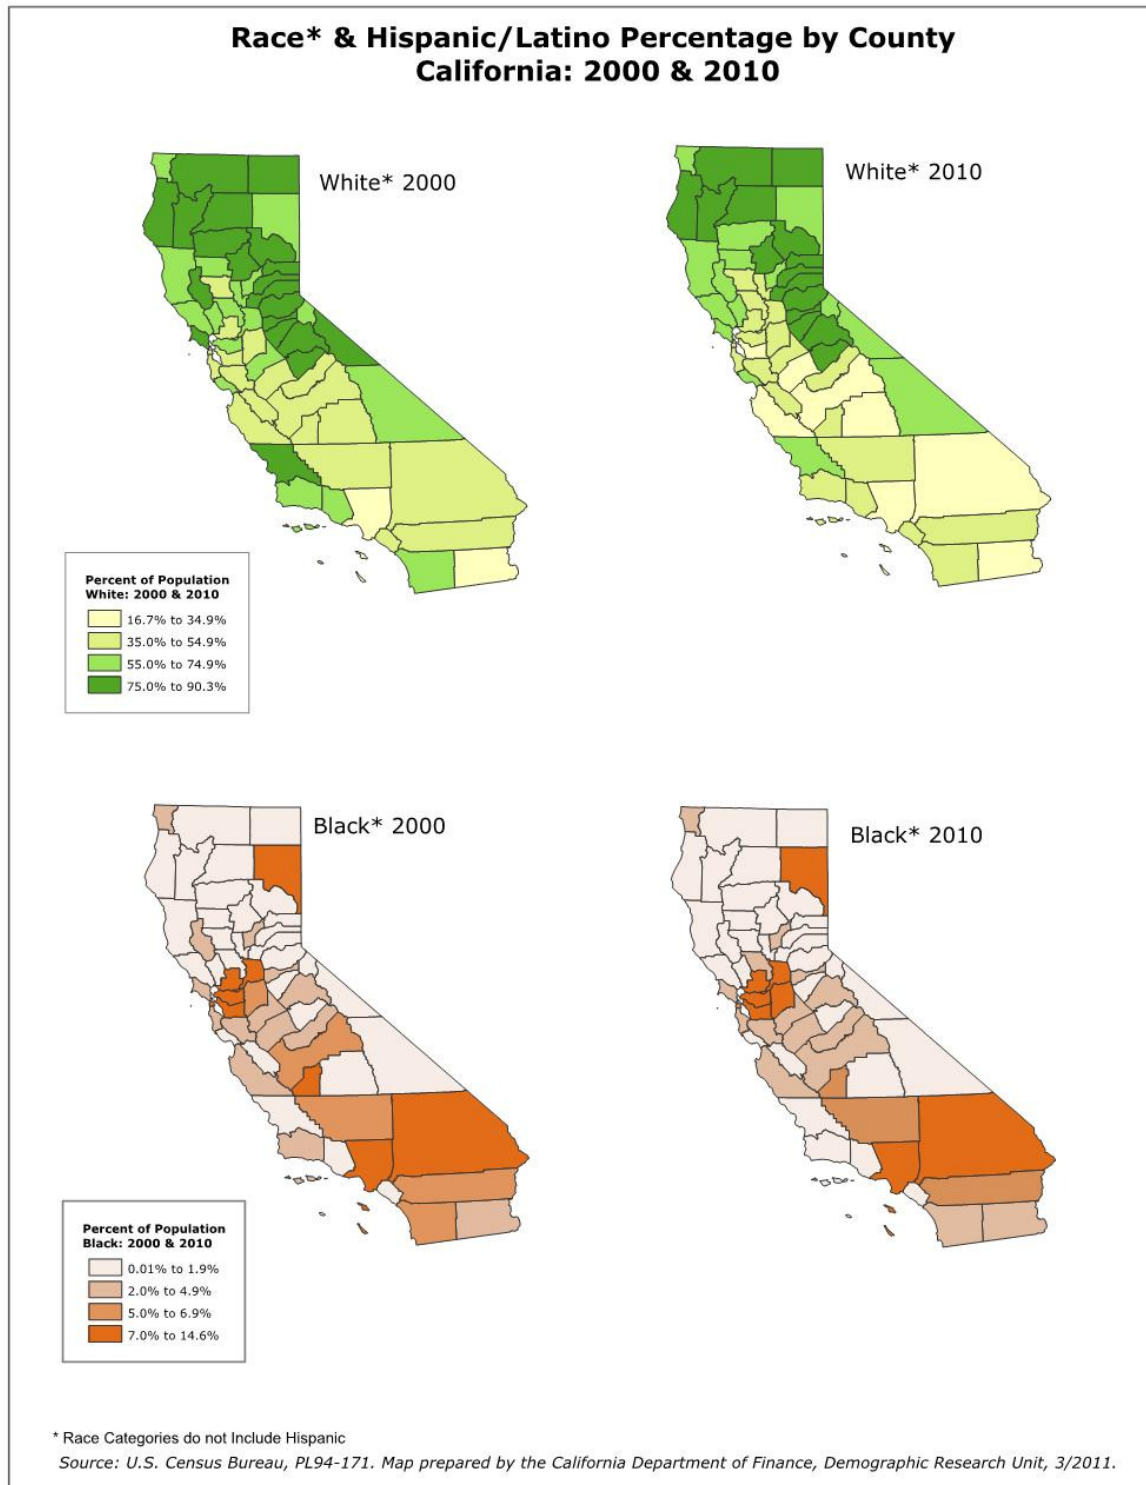 Race* & Hispanic/Latino Percentage by County
California: 2000 & 2010
White* 2000
White* 2010
Percent of Population
White: 2000 & 2010
16.7% to 34.9%
35.0% to 54.9%
55.0% to 74.9%
75.0% to 90.3%
Black* 2000
Black* 2010
Percent of Population
Black: 2000 & 2010
0.01% to 1.9%
2.0% to 4.9%
5.0% to 6.9%
7.0% to 14.6%
* Race Categories do not Include Hispanic
Source: U.S. Census Bureau, PL94-171. Map prepared by the California Department of Finance, Demographic Research Unit, 3/2011.